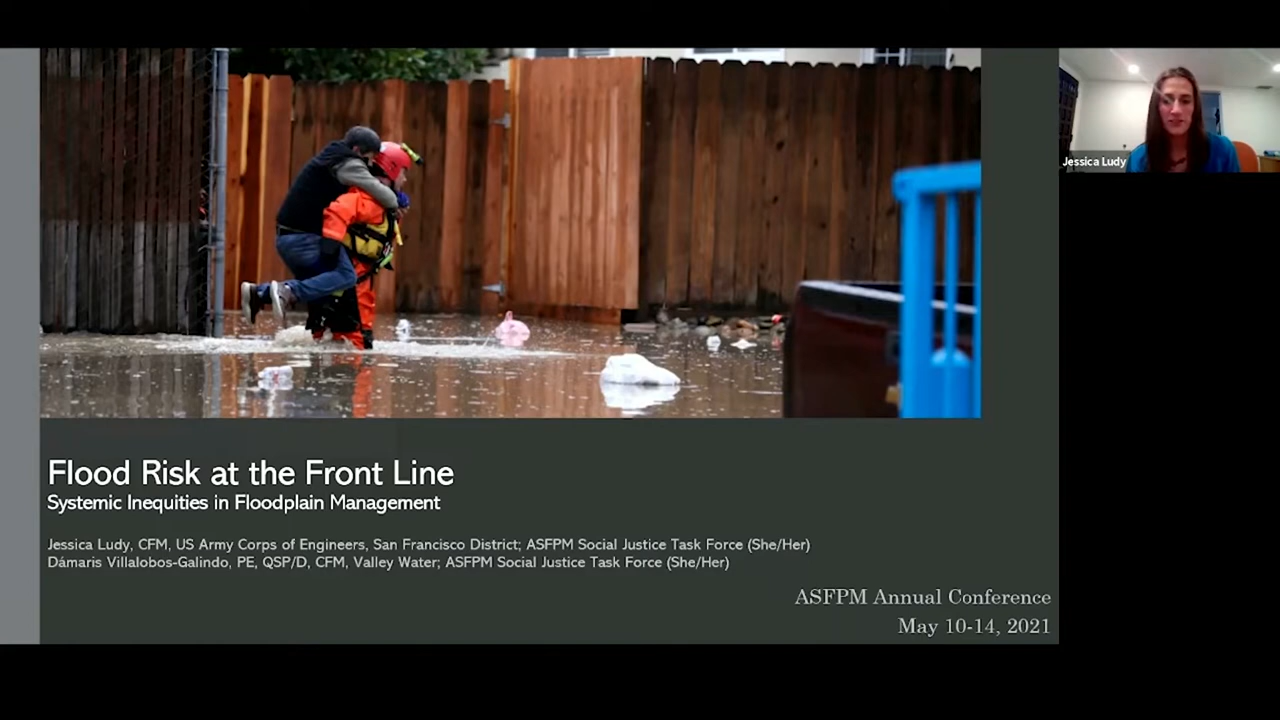 Jessica Ludy
Flood Risk at the Front Line
Systemic Inequities in Floodplain Management
Jessica Ludy, CFM, US Army Corps of Engineers, San Francisco District; ASFPM Social Justice Task Force (She/Her)
Dámaris Villalobos-Galindo, PE, QSP/D, CFM, Valley Water; ASFPM Social Justice Task Force (She/Her)
ASFPM Annual Conference
May 10-14, 2021